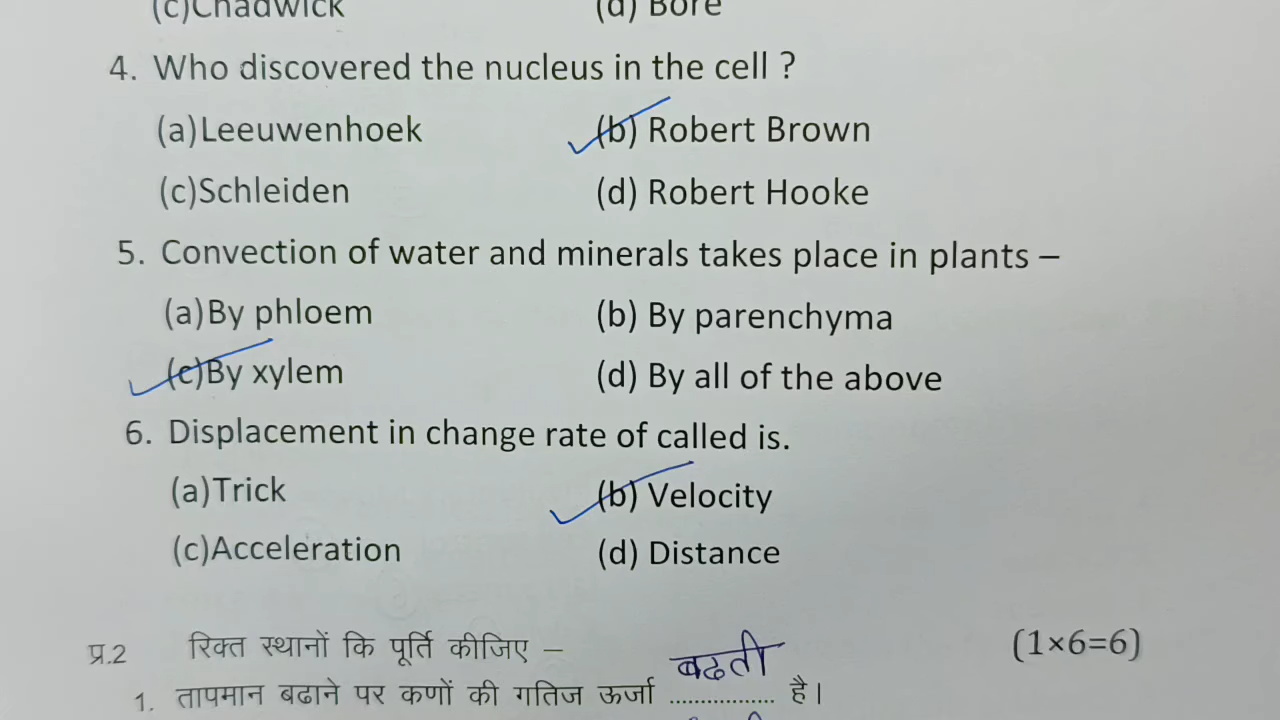 (c)Chadwick (d) Bore
4. Who discovered the nucleus in the cell ?
(a)Leeuwenhoek (b) Robert Brown
(c)Schleiden (d) Robert Hooke
5. Convection of water and minerals takes place in plants –
(a)By phloem (b) By parenchyma
(c)By xylem (d) By all of the above
6. Displacement in change rate of called is.
(a)Trick (b) Velocity
(c)Acceleration (d) Distance
प्र.2 रिक्त स्थानों कि पूर्ति कीजिए – (1×6=6)
1. तापमान बढाने पर कणों की गतिज ऊर्जा ....बढती.... है।